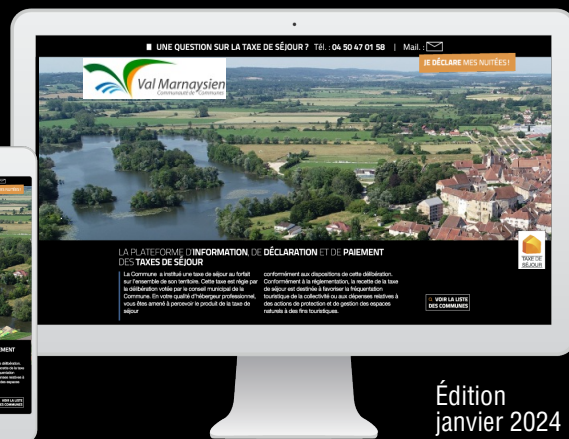 UNE QUESTION SUR LA TAXE DE SÉJOUR ? Tél. : 04 50 47 01 58 | Mail. :
JE DÉCLARE MES NUITÉES !
Val Marnaysien
Communauté de Communes
LA PLATEFORME D'INFORMATION, DE DÉCLARATION ET DE PAIEMENT
DES TAXES DE SÉJOUR
La Commune a institué une taxe de séjour au forfait
sur l'ensemble de son territoire. Cette taxe est régie par
la délibération votée par le conseil municipal de la
Commune. En votre qualité d'hébergeur professionnel,
vous êtes amené à percevoir le produit de la taxe de
séjour
conformément aux dispositions de cette délibération.
Conformément à la réglementation, la recette de la taxe
de séjour est destinée à favoriser la fréquentation
touristique de la collectivité ou aux dépenses relatives à
des actions de protection et de gestion des espaces
naturels à des fins touristiques.
TAXE DE
SÉJOUR
VOIR LA LISTE
DES COMMUNES
VOIR LA LISTE
DES COMMUNES
Édition
janvier 2024